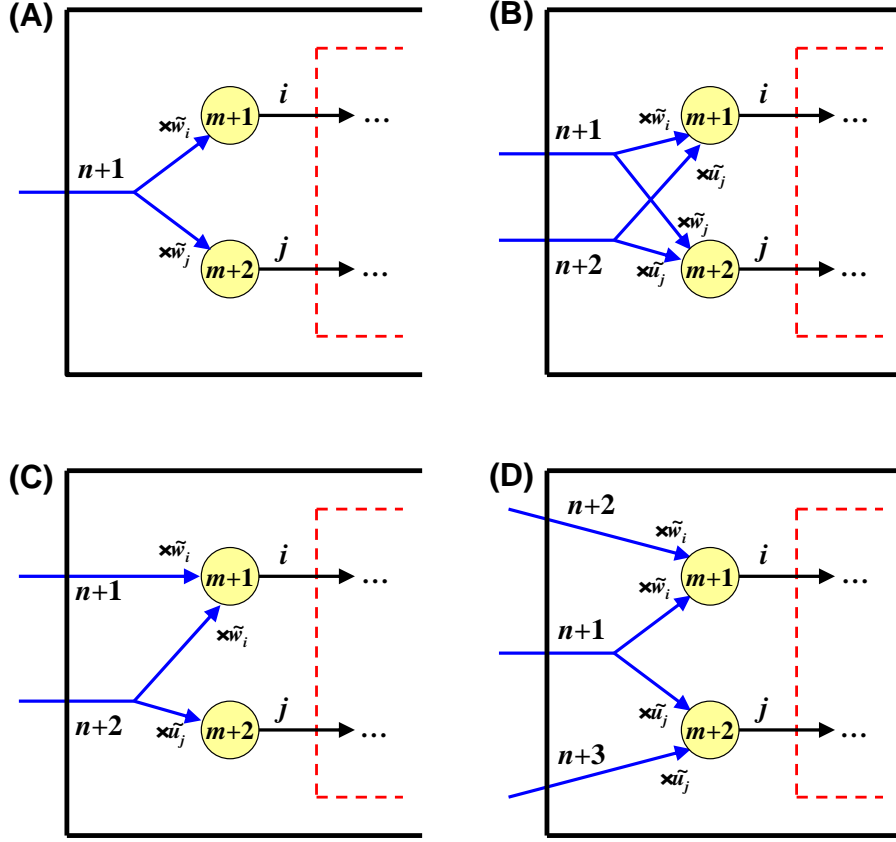 (A)
i
×w̃ᵢ
m+1
...
n+1
×w̃ⱼ
j
m+2
...
(B)
i
×w̃ᵢ
m+1
...
n+1
×ũⱼ
×w̃ⱼ
j
n+2
×ũⱼ
m+2
...
(C)
×w̃ᵢ
i
m+1
...
n+1
×w̃ᵢ
j
n+2
×ũⱼ
m+2
...
(D)
n+2
×w̃ᵢ
i
m+1
...
×w̃ᵢ
n+1
×ũⱼ
j
m+2
...
n+3
×ũⱼ